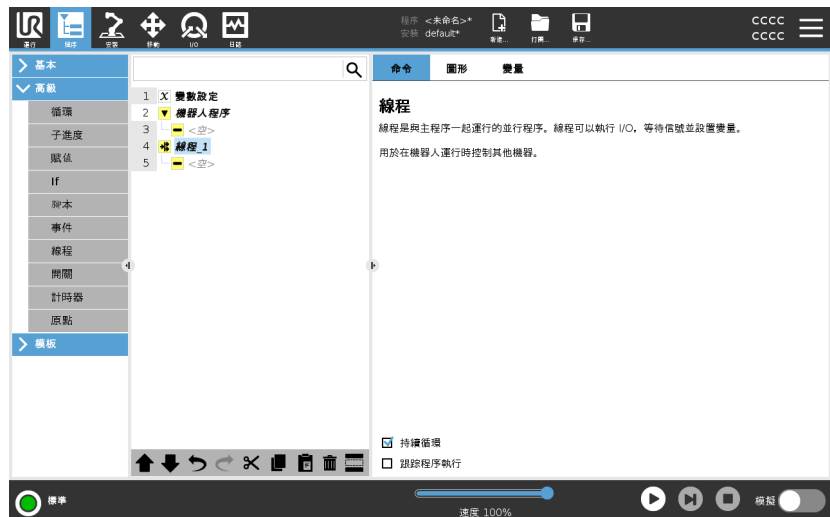 程序 <未命名>*
安裝 default*
運行
程序
安裝
移動
I/O
日誌
新建...
打開...
保存...
CCCC
CCCC
基本
高級
循環
子進度
賦值
If
腳本
事件
線程
開關
計時器
原點
模板
1 X 變數設定
2 機器人程序
3 <空>
4 線程_1
5 <空>
命令 圖形 變量
線程
線程是與主程序一起運行的並行程序。線程可以執行 I/O，等待信號並設置變量。
用於在機器人運行時控制其他機器。
持續循環
跟踪程序執行
標準
速度 100%
模擬